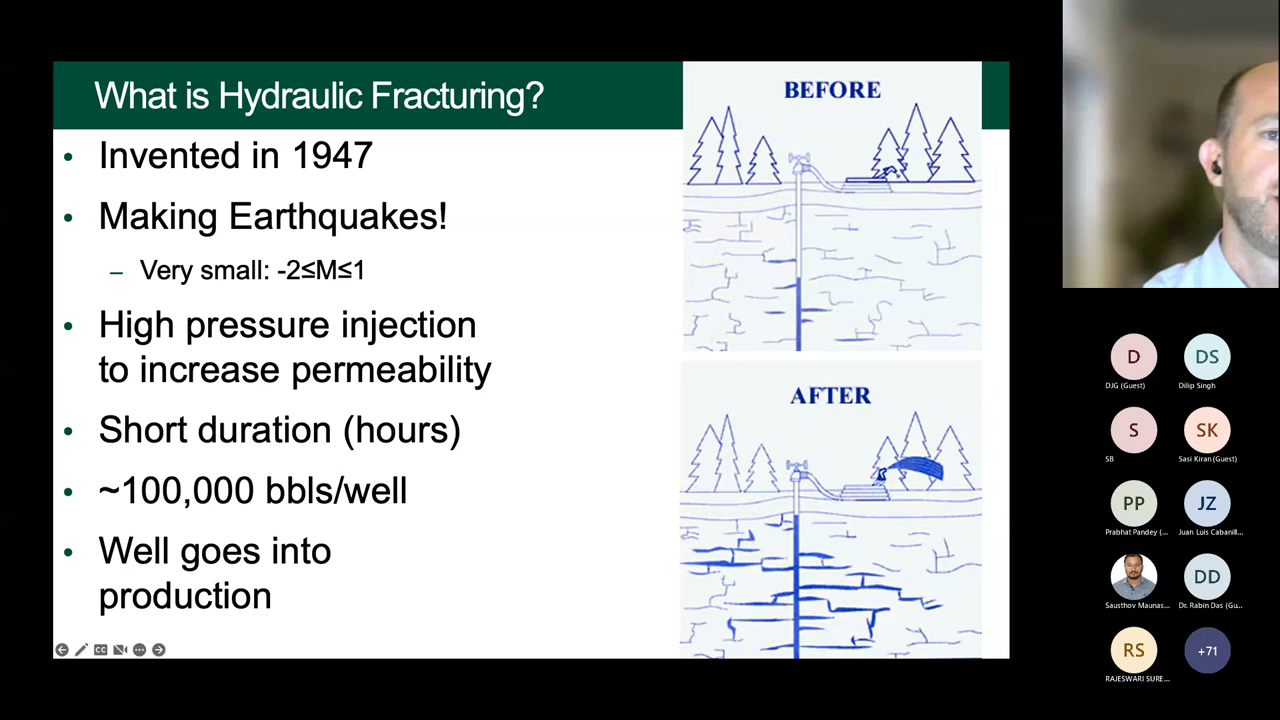 What is Hydraulic Fracturing?
• Invented in 1947
• Making Earthquakes!
– Very small: -2≤M≤1
• High pressure injection
to increase permeability
• Short duration (hours)
• ~100,000 bbls/well
• Well goes into
production
BEFORE
AFTER
CC
D
DJG (Guest)
DS
Dilip Singh
S
SB
SK
Sasi Kiran (Guest)
PP
Prabhat Pandey (...
JZ
Juan Luis Cabanill...
Sausthov Maunas...
DD
Dr. Rabin Das (Gu...
RS
RAJESWARI SURE...
+71